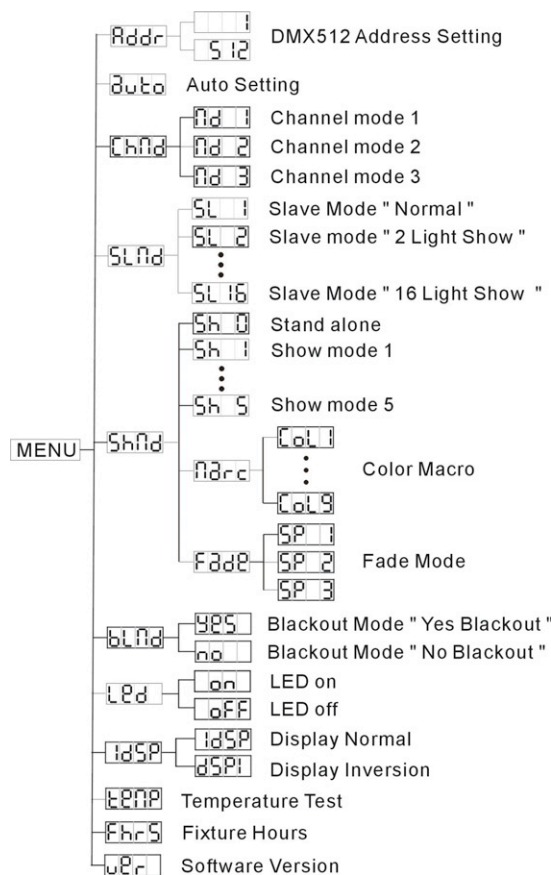 1
Addr
512
DMX512 Address Setting
Auto Auto Setting
Md 1 Channel mode 1
ChMd Md 2 Channel mode 2
Md 3 Channel mode 3
SL 1 Slave Mode " Normal "
SL 2 Slave mode " 2 Light Show "
SLMd
SL16 Slave Mode " 16 Light Show "
Sh 0 Stand alone
Sh 1 Show mode 1
Sh 5 Show mode 5
MENU ShMd
CoL1
Marc Color Macro
CoL9
SP 1
Fade SP 2 Fade Mode
SP 3
yes Blackout Mode " Yes Blackout "
bLMd
no Blackout Mode " No Blackout "
on LED on
Led
oFF LED off
IdSP Display Normal
IdSP
dSPI Display Inversion
teMP Temperature Test
FhrS Fixture Hours
ver Software Version